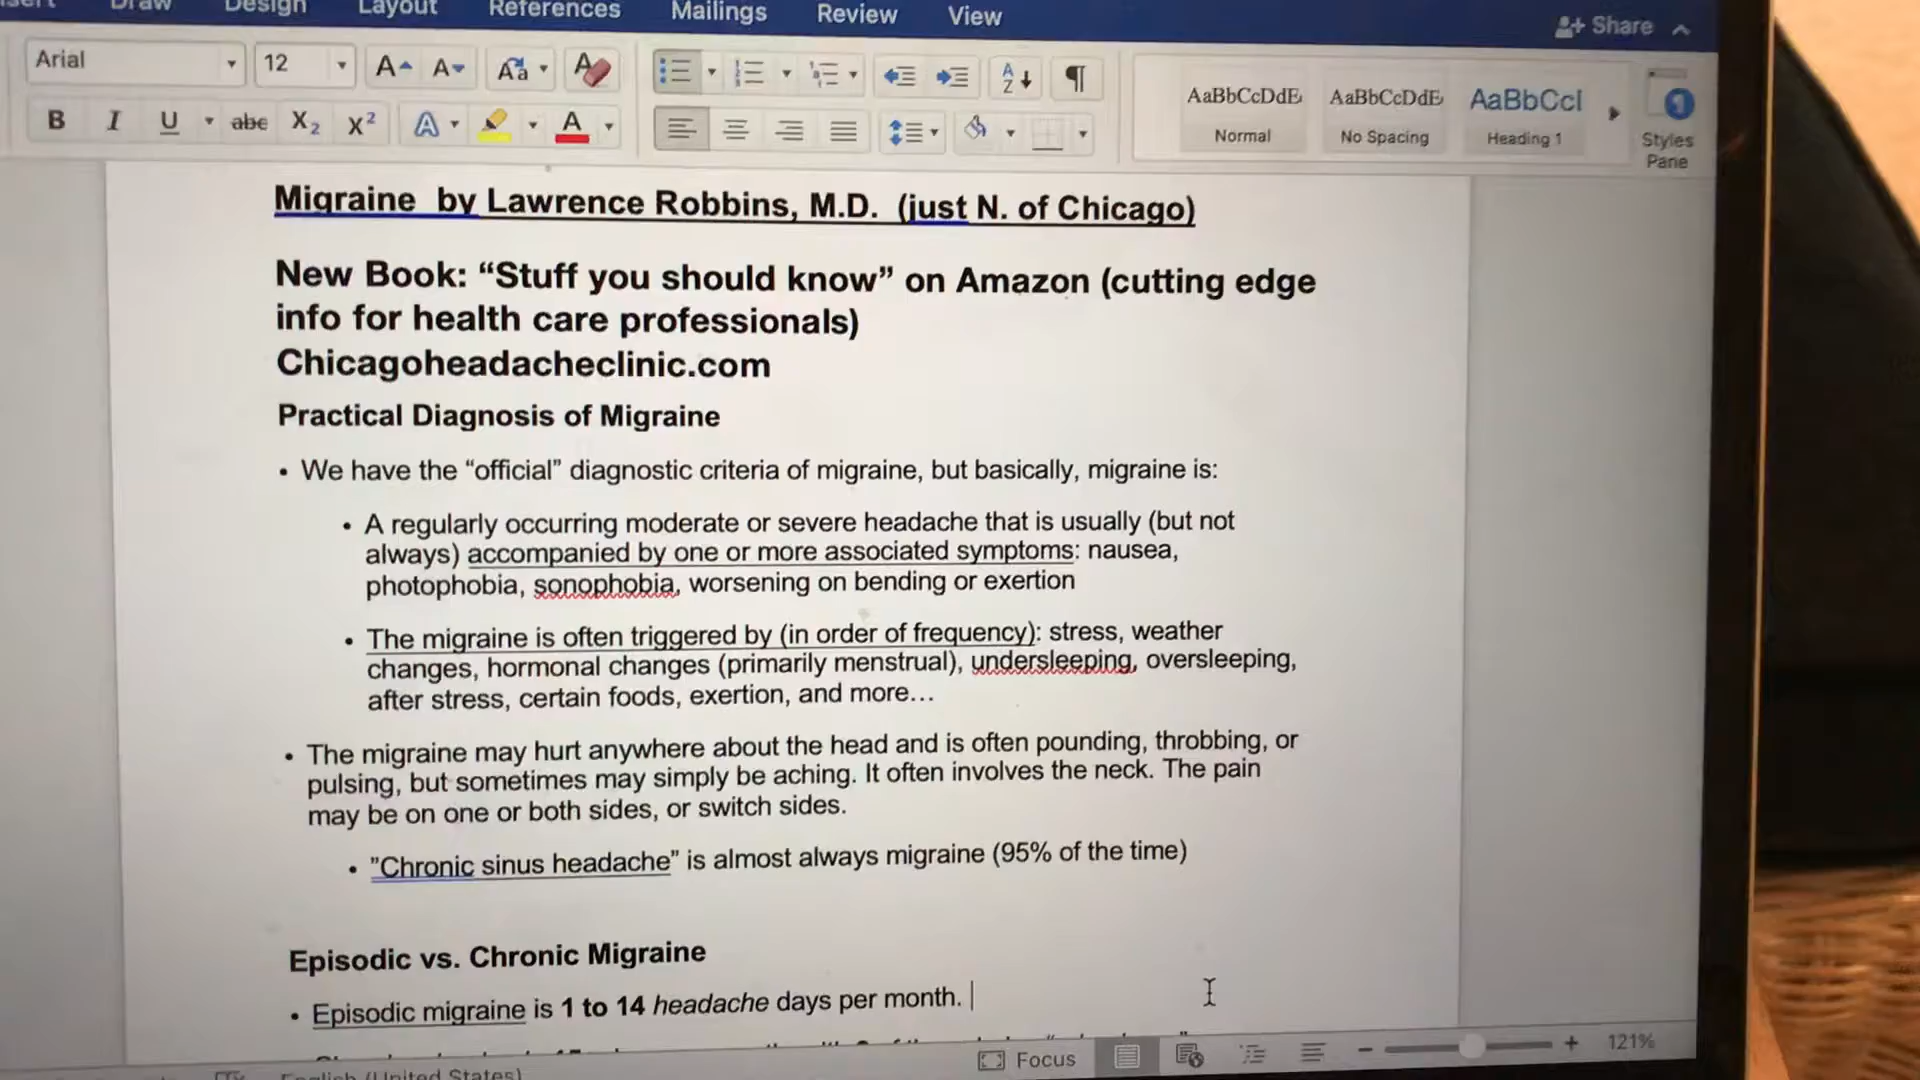 Draw Design Layout References Mailings Review View Share
Arial 12
AaBbCcDdE AaBbCcDdE AaBbCcI
Normal No Spacing Heading 1 Styles
Pane
Migraine by Lawrence Robbins, M.D. (just N. of Chicago)
New Book: “Stuff you should know” on Amazon (cutting edge
info for health care professionals)
Chicagoheadacheclinic.com
Practical Diagnosis of Migraine
• We have the “official” diagnostic criteria of migraine, but basically, migraine is:
• A regularly occurring moderate or severe headache that is usually (but not
always) accompanied by one or more associated symptoms: nausea,
photophobia, sonophobia, worsening on bending or exertion
• The migraine is often triggered by (in order of frequency): stress, weather
changes, hormonal changes (primarily menstrual), undersleeping, oversleeping,
after stress, certain foods, exertion, and more…
• The migraine may hurt anywhere about the head and is often pounding, throbbing, or
pulsing, but sometimes may simply be aching. It often involves the neck. The pain
may be on one or both sides, or switch sides.
• ”Chronic sinus headache” is almost always migraine (95% of the time)
Episodic vs. Chronic Migraine
• Episodic migraine is 1 to 14 headache days per month.
English (United States) Focus 121%